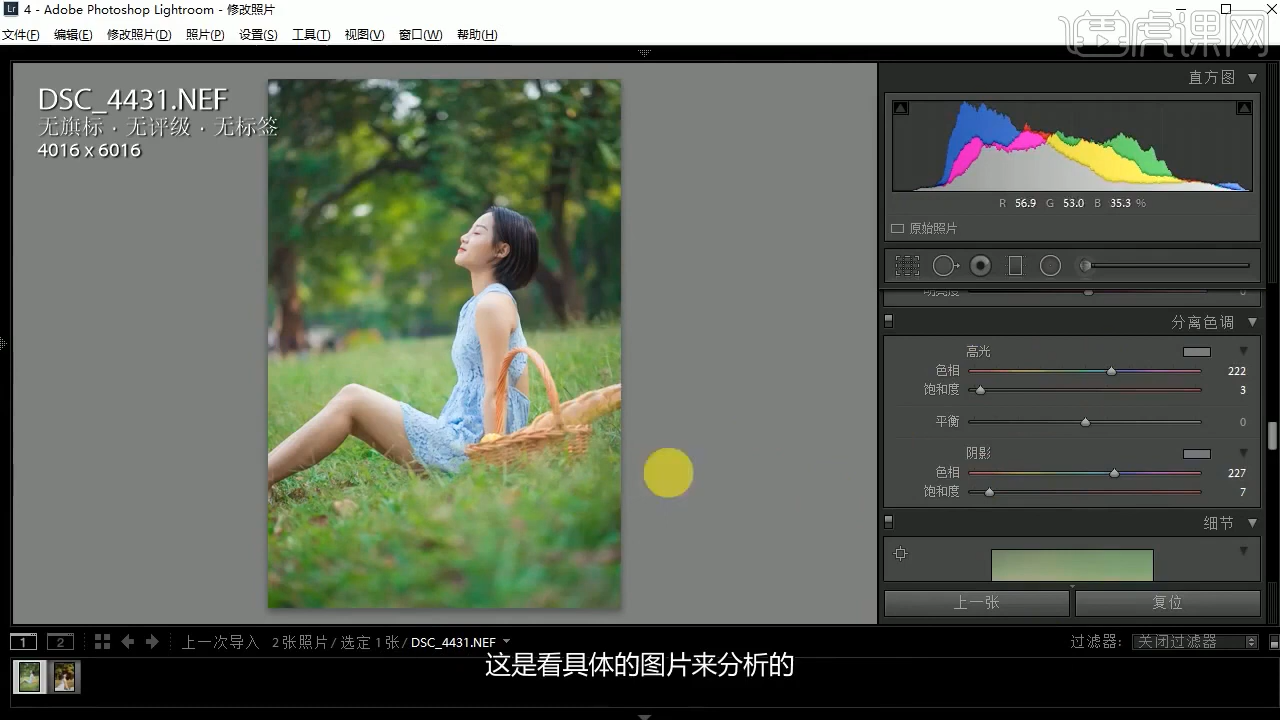 4 - Adobe Photoshop Lightroom - 修改照片
文件(F) 编辑(E) 修改照片(D) 照片(P) 设置(S) 工具(T) 视图(V) 窗口(W) 帮助(H)
虎课网
DSC_4431.NEF
无旗标 · 无评级 · 无标签
4016 x 6016
直方图
R 56.9 G 53.0 B 35.3 %
原始照片
分离色调
高光
色相 222
饱和度 3
平衡 0
阴影
色相 227
饱和度 7
细节
上一张 复位
1 2 上一次导入 2张照片/选定 1张/DSC_4431.NEF 过滤器: 关闭过滤器
这是看具体的图片来分析的